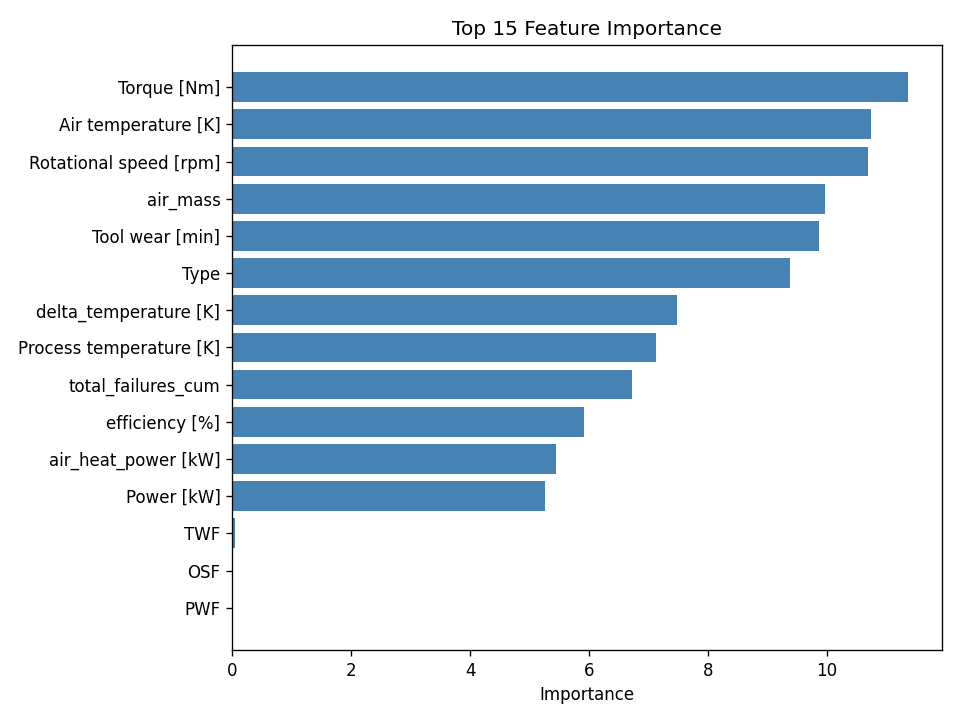 Top 15 Feature Importance
Torque [Nm]
Air temperature [K]
Rotational speed [rpm]
air_mass
Tool wear [min]
Type
delta_temperature [K]
Process temperature [K]
total_failures_cum
efficiency [%]
air_heat_power [kW]
Power [kW]
TWF
OSF
PWF
0 2 4 6 8 10
Importance